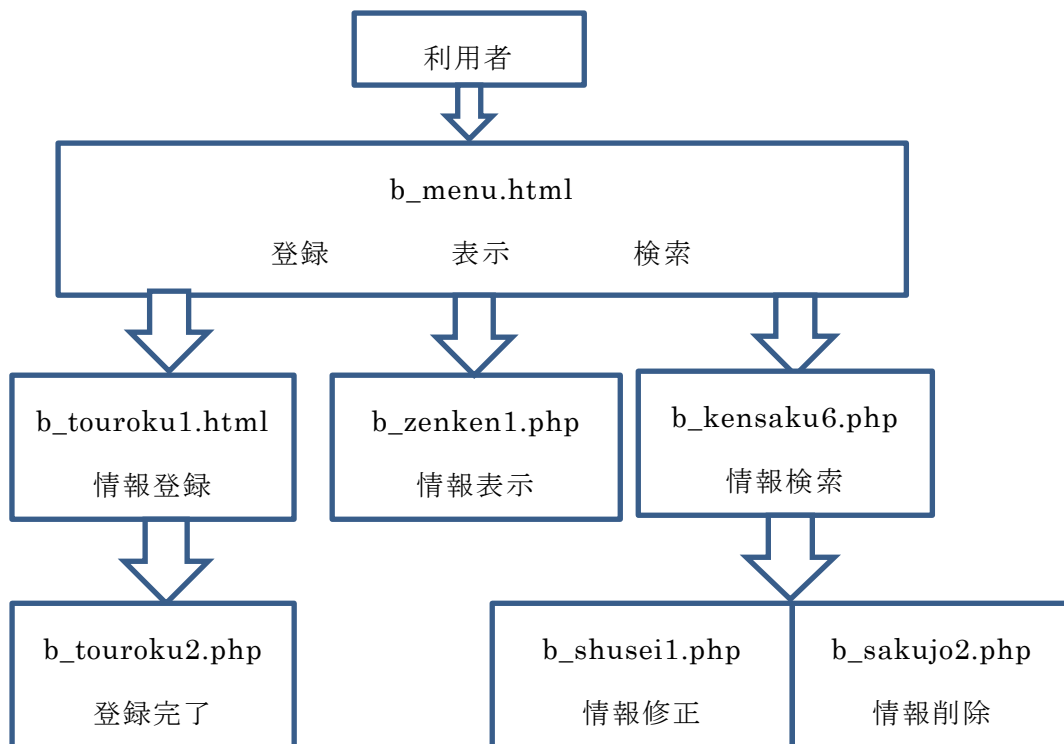 利用者
b_menu.html
登録 表示 検索
b_touroku1.html
情報登録
b_zenken1.php
情報表示
b_kensaku6.php
情報検索
b_touroku2.php
登録完了
b_shusei1.php
情報修正
b_sakujo2.php
情報削除